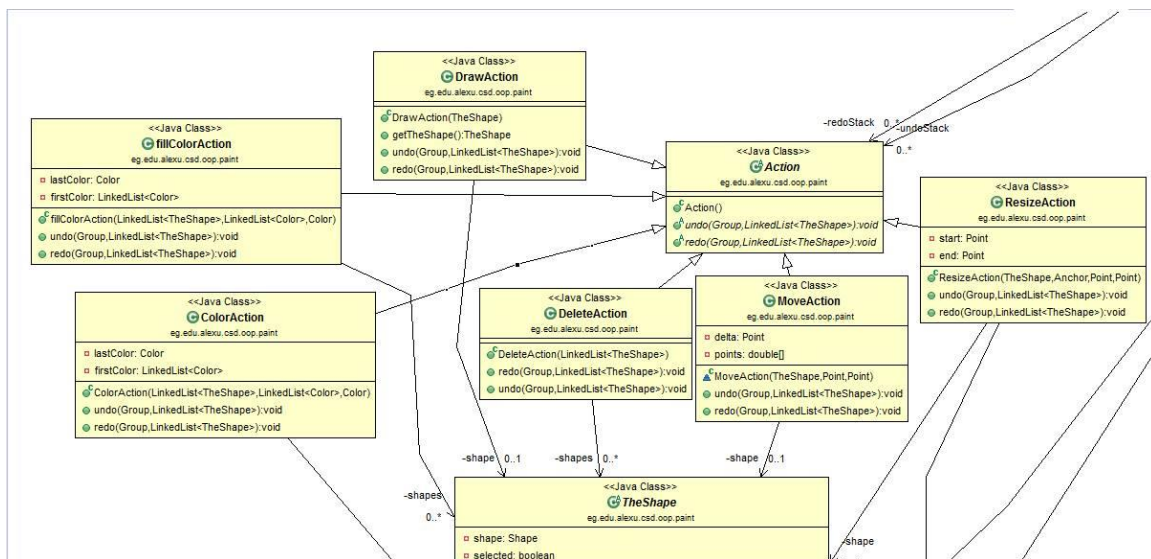 <<Java Class>>
DrawAction
eg.edu.alexu.csd.oop.paint
DrawAction(TheShape)
getTheShape():TheShape
undo(Group,LinkedList<TheShape>):void
redo(Group,LinkedList<TheShape>):void
<<Java Class>>
fillColorAction
eg.edu.alexu.csd.oop.paint
lastColor: Color
firstColor: LinkedList<Color>
fillColorAction(LinkedList<TheShape>,LinkedList<Color>,Color)
undo(Group,LinkedList<TheShape>):void
redo(Group,LinkedList<TheShape>):void
-redoStack 0..*
-undoStack
0..*
<<Java Class>>
Action
eg.edu.alexu.csd.oop.paint
Action()
undo(Group,LinkedList<TheShape>):void
redo(Group,LinkedList<TheShape>):void
<<Java Class>>
ResizeAction
eg.edu.alexu.csd.oop.paint
start: Point
end: Point
ResizeAction(TheShape,Anchor,Point,Point)
undo(Group,LinkedList<TheShape>):void
redo(Group,LinkedList<TheShape>):void
<<Java Class>>
ColorAction
eg.edu.alexu.csd.oop.paint
lastColor: Color
firstColor: LinkedList<Color>
ColorAction(LinkedList<TheShape>,LinkedList<Color>,Color)
undo(Group,LinkedList<TheShape>):void
redo(Group,LinkedList<TheShape>):void
<<Java Class>>
DeleteAction
eg.edu.alexu.csd.oop.paint
DeleteAction(LinkedList<TheShape>)
redo(Group,LinkedList<TheShape>):void
undo(Group,LinkedList<TheShape>):void
<<Java Class>>
MoveAction
eg.edu.alexu.csd.oop.paint
delta: Point
points: double[]
MoveAction(TheShape,Point,Point)
undo(Group,LinkedList<TheShape>):void
redo(Group,LinkedList<TheShape>):void
-shape 0..1
-shapes 0..*
-shape 0..1
-shapes
0..*
<<Java Class>>
TheShape
eg.edu.alexu.csd.oop.paint
shape: Shape
selected: boolean
-shape